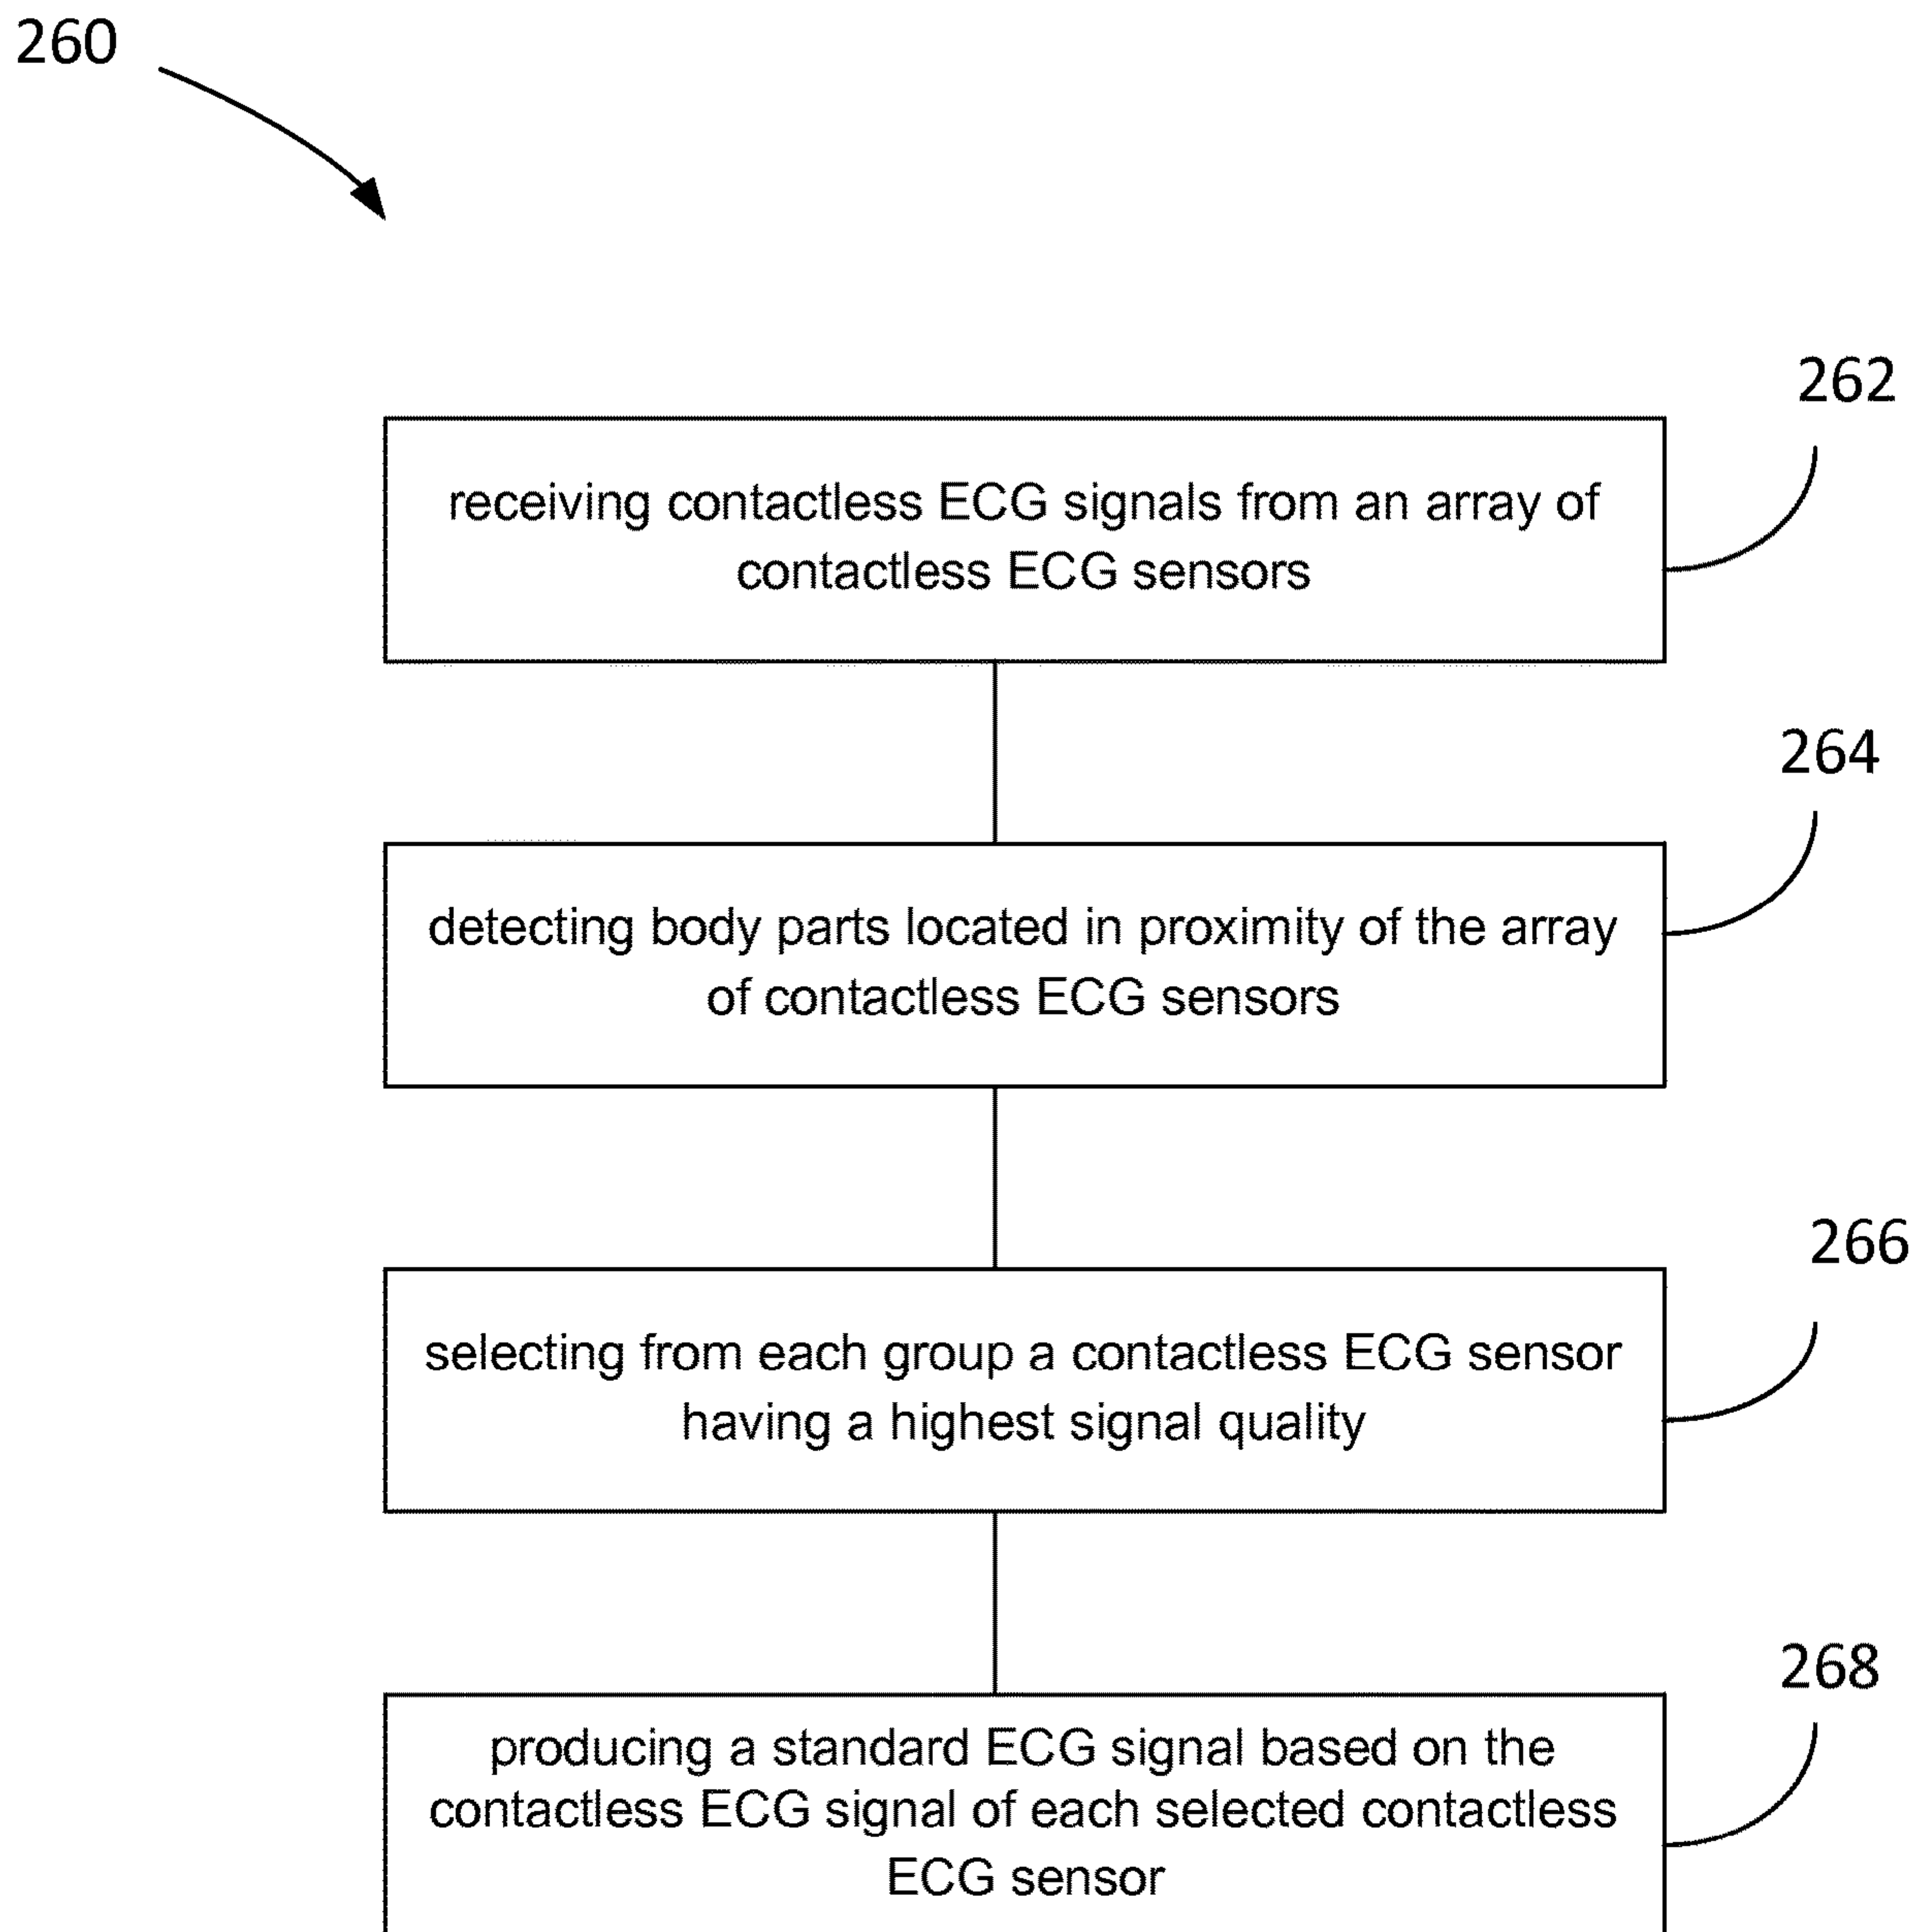 260
262
receiving contactless ECG signals from an array of
contactless ECG sensors
264
detecting body parts located in proximity of the array
of contactless ECG sensors
266
selecting from each group a contactless ECG sensor
having a highest signal quality
268
producing a standard ECG signal based on the
contactless ECG signal of each selected contactless
ECG sensor